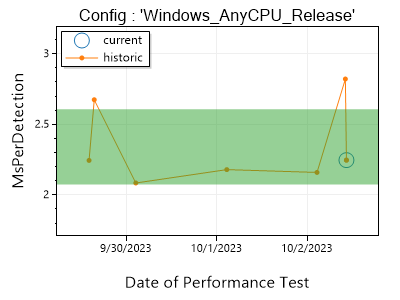 Config : 'Windows_AnyCPU_Release'
current
historic
3
2.5
2
MsPerDetection
9/30/2023
10/1/2023
10/2/2023
Date of Performance Test